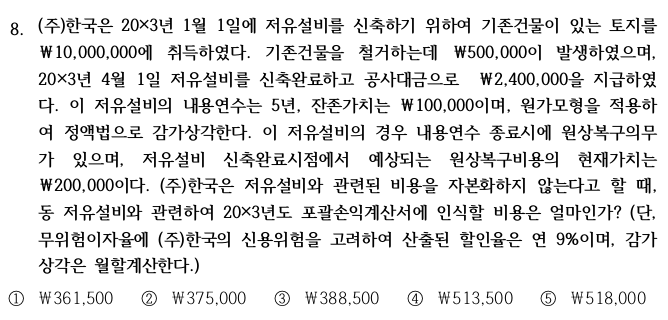 8. (주)한국은 20×3년 1월 1일에 저유설비를 신축하기 위하여 기존건물이 있는 토지를
₩10,000,000에 취득하였다. 기존건물을 철거하는데 ₩500,000이 발생하였으며,
20×3년 4월 1일 저유설비를 신축완료하고 공사대금으로 ₩2,400,000을 지급하였
다. 이 저유설비의 내용연수는 5년, 잔존가치는 ₩100,000이며, 원가모형을 적용하
여 정액법으로 감가상각한다. 이 저유설비의 경우 내용연수 종료시에 원상복구의무
가 있으며, 저유설비 신축완료시점에서 예상되는 원상복구비용의 현재가치는
₩200,000이다. (주)한국은 저유설비와 관련된 비용을 자본화하지 않는다고 할 때,
동 저유설비와 관련하여 20×3년도 포괄손익계산서에 인식할 비용은 얼마인가? (단,
무위험이자율에 (주)한국의 신용위험을 고려하여 산출된 할인율은 연 9%이며, 감가
상각은 월할계산한다.)
① ₩361,500 ② ₩375,000 ③ ₩388,500 ④ ₩513,500 ⑤ ₩518,000